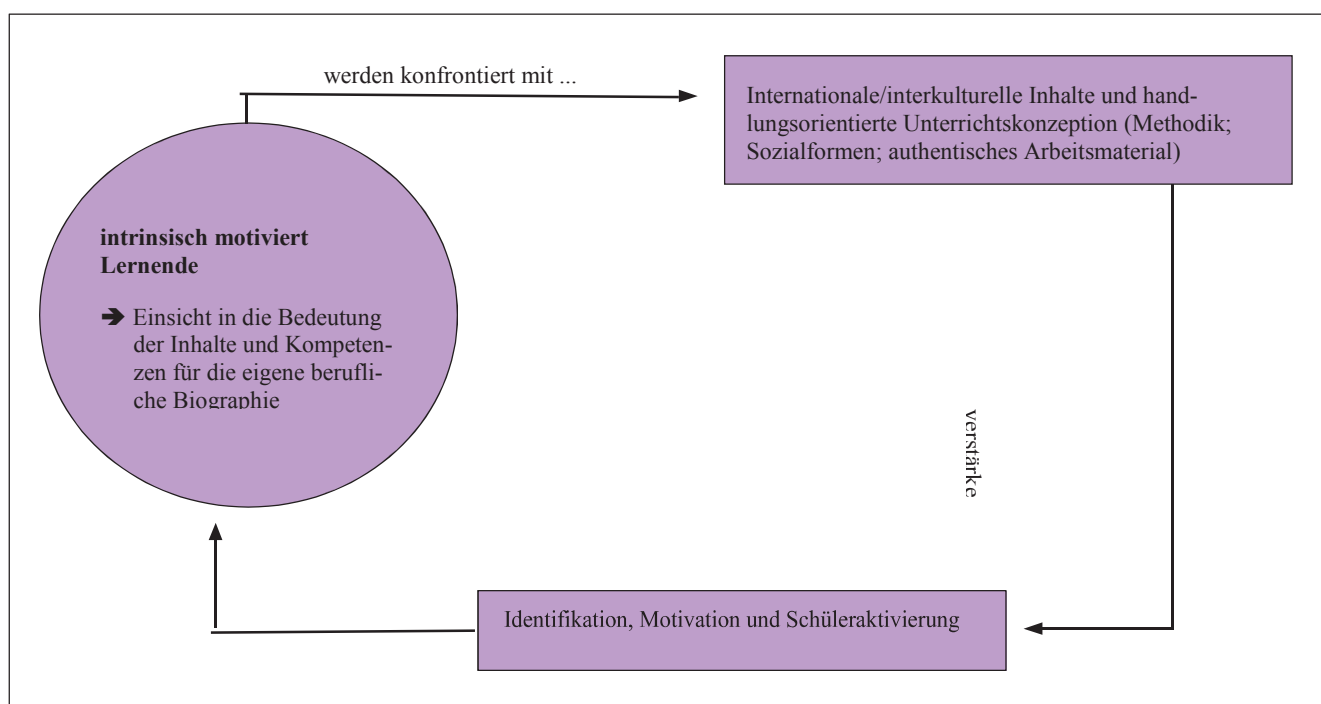 werden konfrontiert mit ...
Internationale/interkulturelle Inhalte und hand-
lungsorientierte Unterrichtskonzeption (Methodik;
Sozialformen; authentisches Arbeitsmaterial)
intrinsisch motiviert
Lernende
➔ Einsicht in die Bedeutung
der Inhalte und Kompeten-
zen für die eigene berufli-
che Biographie
verstärke
Identifikation, Motivation und Schüleraktivierung